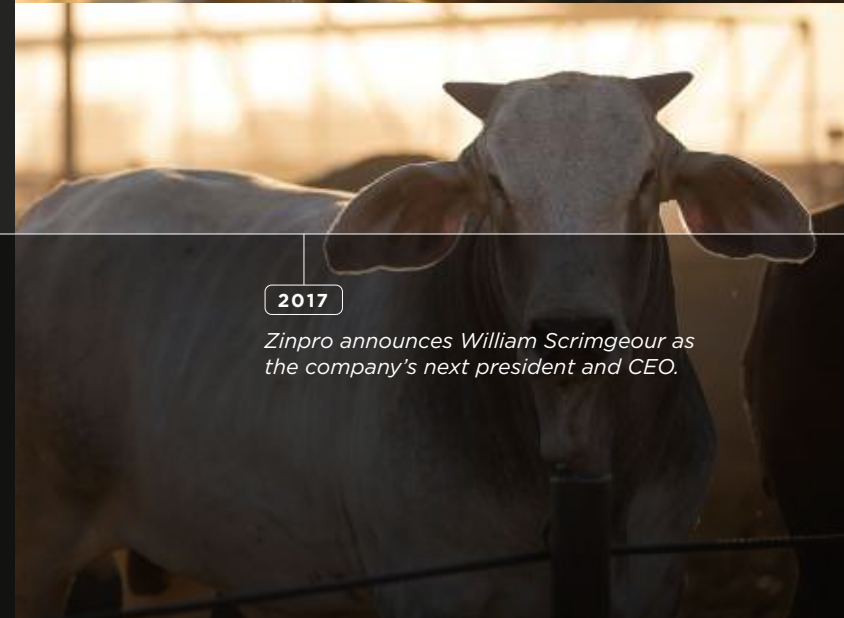 2017
Zinpro announces William Scrimgeour as
the company’s next president and CEO.